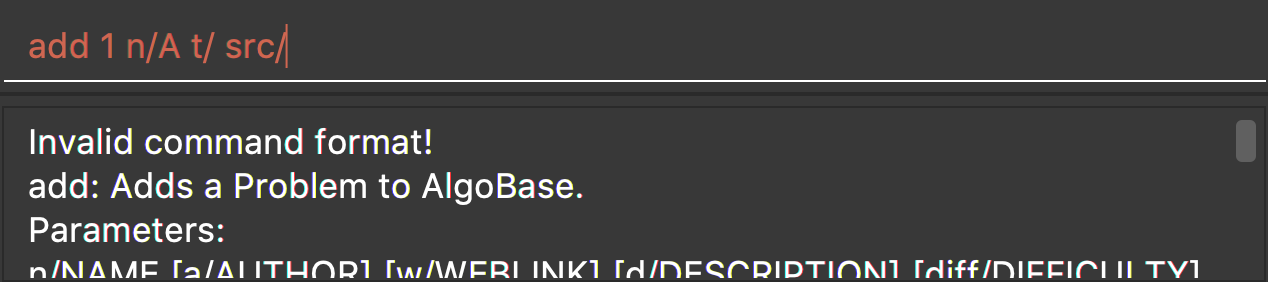 add 1 n/A t/ src/
Invalid command format!
add: Adds a Problem to AlgoBase.
Parameters:
n/NAME [a/AUTHOR] [w/WEBLINK] [d/DESCRIPTION] [diff/DIFFICULTY]